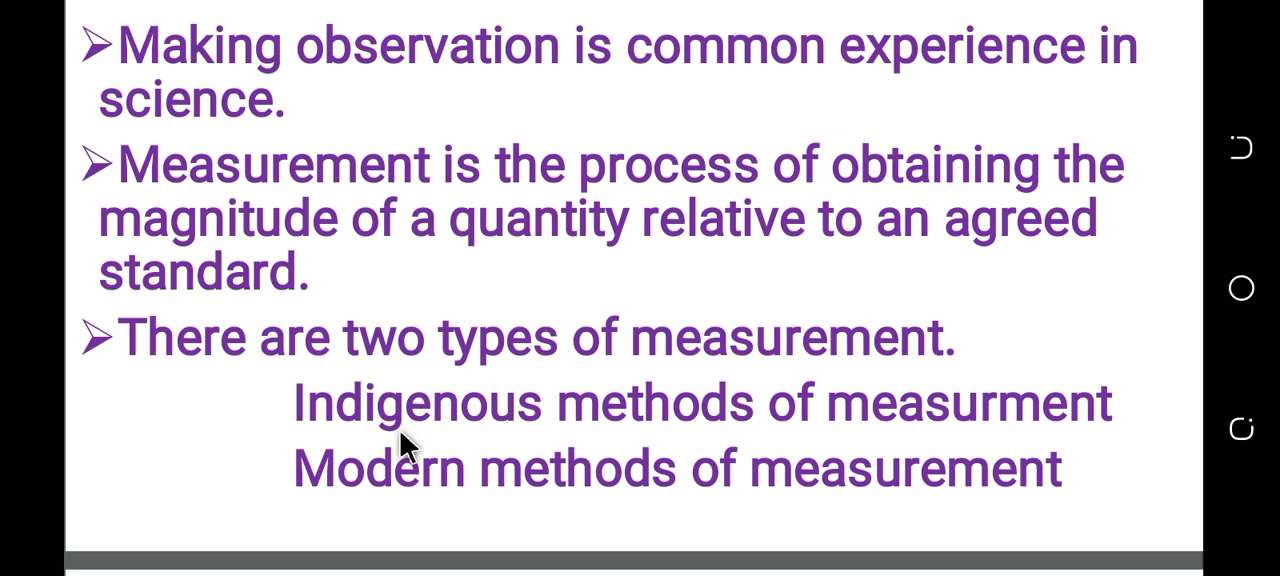 ➢Making observation is common experience in
science.
➢Measurement is the process of obtaining the
magnitude of a quantity relative to an agreed
standard.
➢There are two types of measurement.
Indigenous methods of measurment
Modern methods of measurement